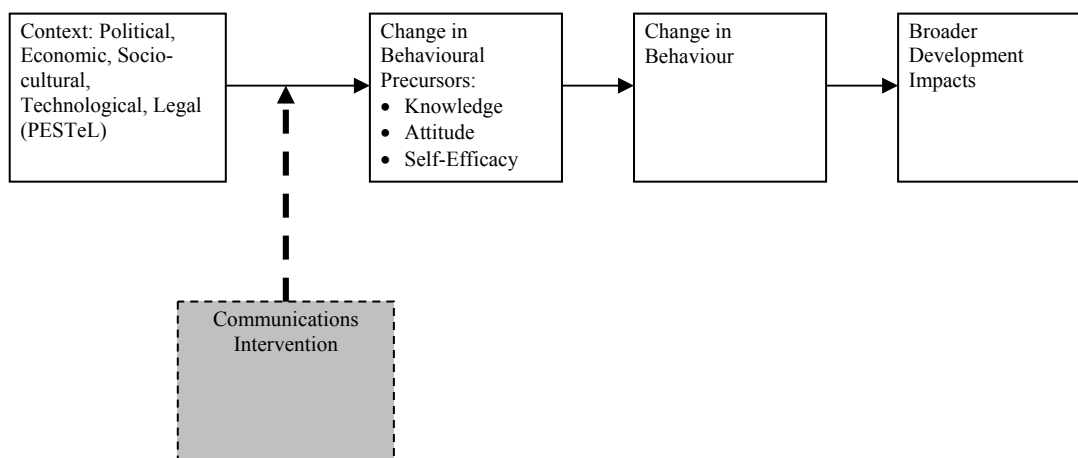 Context: Political,
Economic, Socio-
cultural,
Technological, Legal
(PESTeL)
Change in
Behavioural
Precursors:
• Knowledge
• Attitude
• Self-Efficacy
Change in
Behaviour
Broader
Development
Impacts
Communications
Intervention